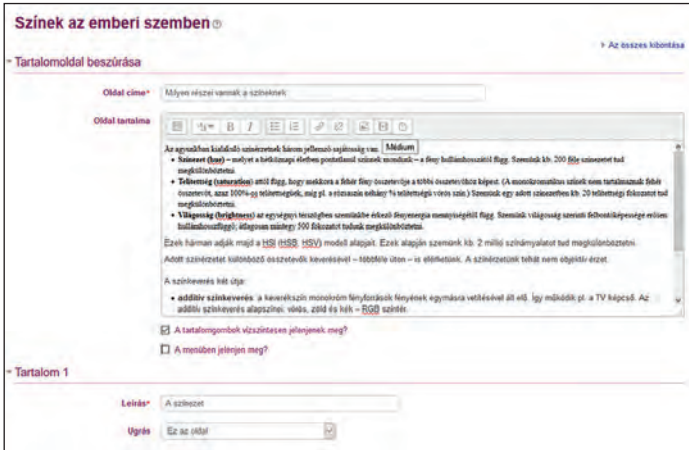 Színek az emberi szemben
Az összes kibontása
Tartalomoldal beszúrása
Oldal címe*
Milyen részei vannak a színeknek
Oldal tartalma
B I
Az agyunkban kialakuló színérzetnek három jellemző sajátosság van:
Médium
• Színezet (hue) – melyet a hétköznapi életben pontatlanul színnek mondunk – a fény hullámhosszától függ. Szemünk kb. 200 féle színezetet tud
megkülönböztetni.
• Telítettség (saturation) attól függ, hogy mekkora a fehér fény összetevője a többi összetevőhöz képest. (A monokromatikus színek nem tartalmaznak fehér
összetevőt, azaz 100%-os telítettségűek, míg pl. a rózsaszín néhány % telítettségű vörös szín.) Szemünk egy adott színezetben kb. 20 telítettségi fokozatot tud
megkülönböztetni.
• Világosság (brightness) az egységnyi térszögben szemünkbe érkező fényenergia mennyiségétől függ. Szemünk világosság szerinti felbontóképessége erősen
hullámhosszfüggő; átlagosan mintegy 500 fokozatot tudunk megkülönböztetni.
Ezek hárman adják majd a HSI (HSB, HSV) modell alapjait. Ezek alapján szemünk kb. 2 millió színárnyalatot tud megkülönböztetni.
Adott színérzetet különböző összetevők keverésével – többféle úton – is elérhetünk. A színérzetünk tehát nem objektív érzet.
A színkeverés két útja:
• additív színkeverés: a keverékszín monokróm fényforrások fényének egymásra vetítésével áll elő. Így működik pl. a TV képcső. Az
additív színkeverés alapszínei: vörös, zöld és kék – RGB színtér.
A tartalomgombok vízszintesen jelenjenek meg?
A menüben jelenjen meg?
Tartalom 1
Leírás*
A színezet
Ugrás
Ez az oldal